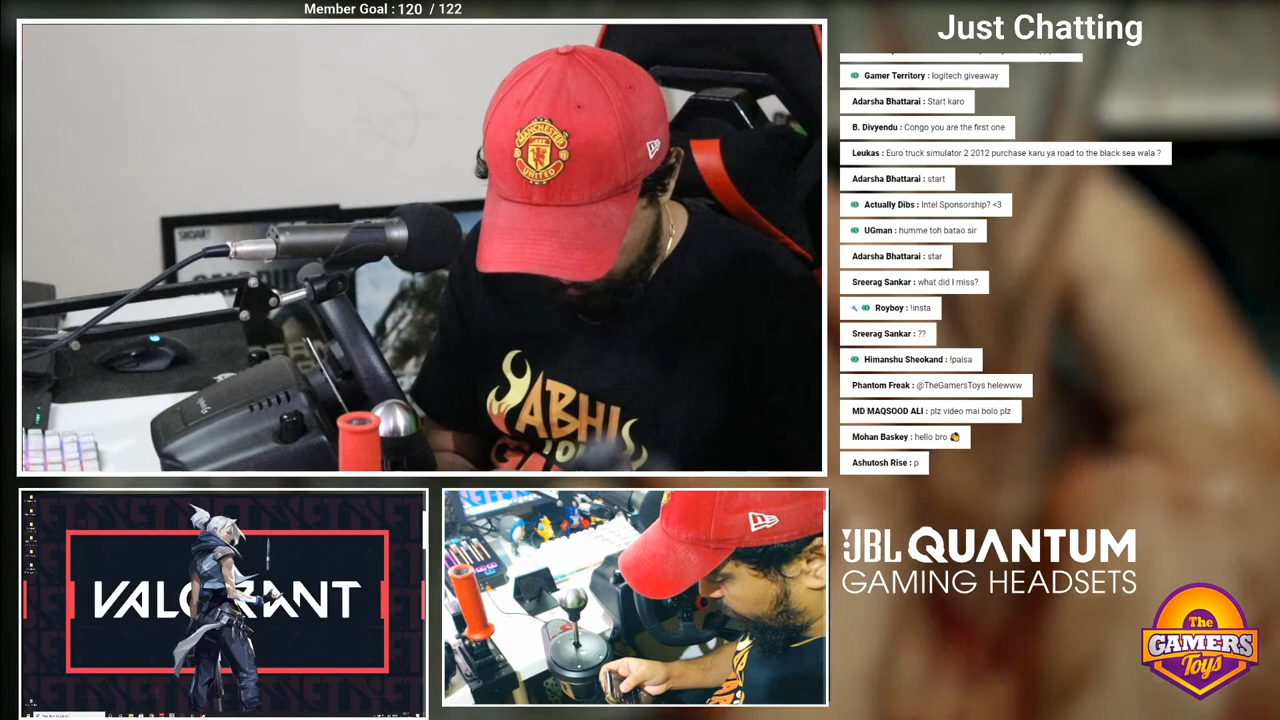 Member Goal : 120 / 122
Just Chatting
Gamer Territory : logitech giveaway
Adarsha Bhattarai : Start karo
B. Divyendu : Congo you are the first one
Leukas : Euro truck simulator 2 2012 purchase karu ya road to the black sea wala ?
Adarsha Bhattarai : start
Actually Dibs : Intel Sponsorship? <3
UGman : humme toh batao sir
Adarsha Bhattarai : star
Sreerag Sankar : what did I miss?
Royboy : !insta
Sreerag Sankar : ??
Himanshu Sheokand : !paisa
Phantom Freak : @TheGamersToys helewww
MD MAQSOOD ALI : plz video mai bolo plz
Mohan Baskey : hello bro
Ashutosh Rise : p
MANCHESTER
UNITED
ABHI
VALORANT
JBL QUANTUM
GAMING HEADSETS
The
GAMERS
Toys